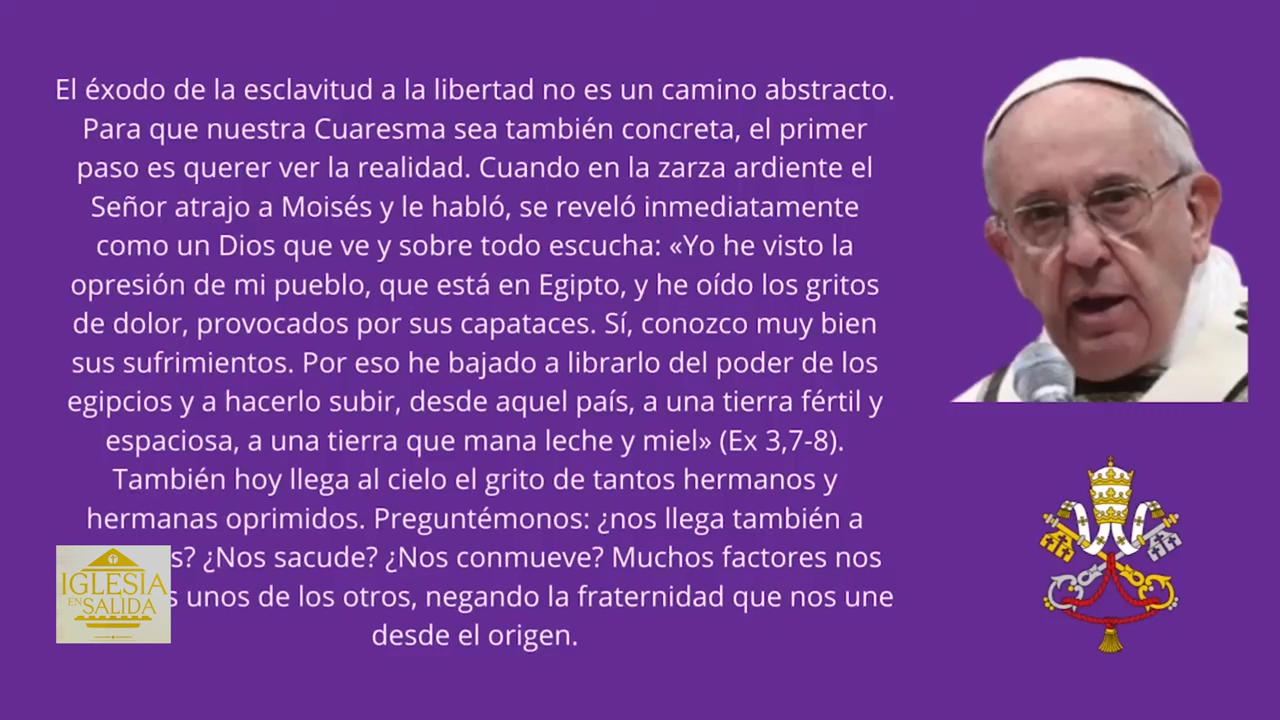 El éxodo de la esclavitud a la libertad no es un camino abstracto.
Para que nuestra Cuaresma sea también concreta, el primer
paso es querer ver la realidad. Cuando en la zarza ardiente el
Señor atrajo a Moisés y le habló, se reveló inmediatamente
como un Dios que ve y sobre todo escucha: «Yo he visto la
opresión de mi pueblo, que está en Egipto, y he oído los gritos
de dolor, provocados por sus capataces. Sí, conozco muy bien
sus sufrimientos. Por eso he bajado a librarlo del poder de los
egipcios y a hacerlo subir, desde aquel país, a una tierra fértil y
espaciosa, a una tierra que mana leche y miel» (Ex 3,7-8).
También hoy llega al cielo el grito de tantos hermanos y
hermanas oprimidos. Preguntémonos: ¿nos llega también a
¿Nos sacude? ¿Nos conmueve? Muchos factores nos
unos de los otros, negando la fraternidad que nos une
desde el origen.
IGLESIA
EN SALIDA